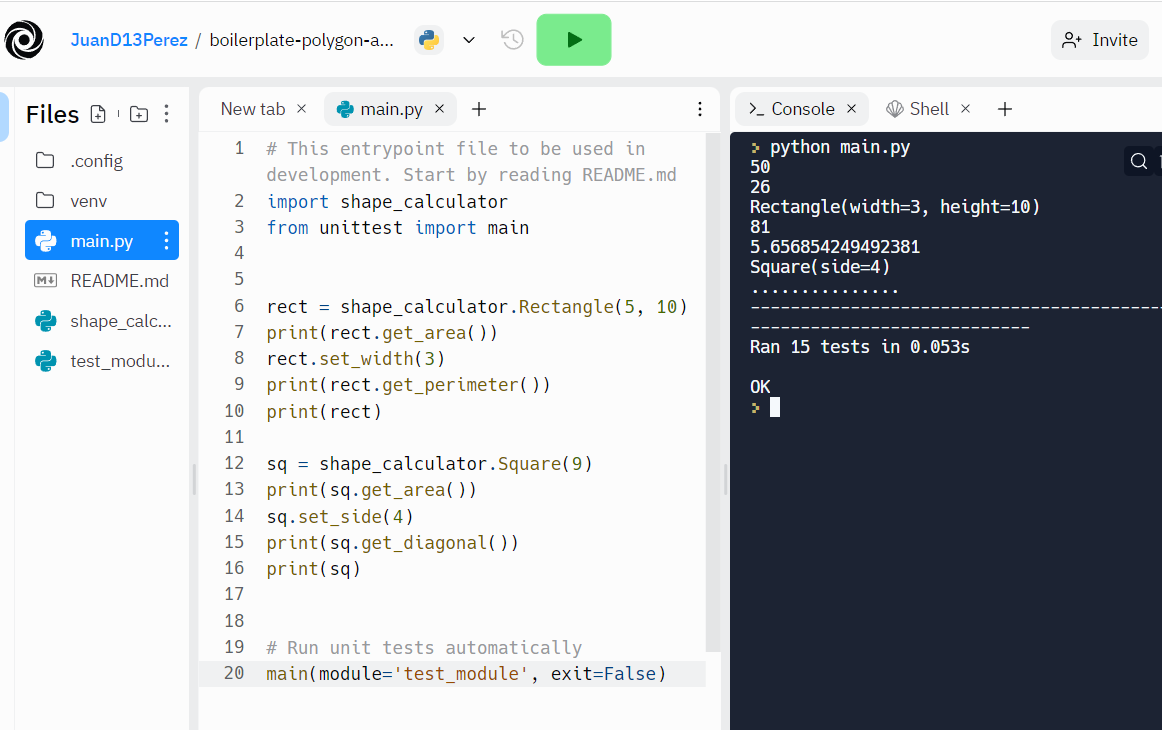 JuanD13Perez / boilerplate-polygon-a...
Invite
Files
.config
venv
main.py
README.md
shape_calc...
test_modu...
New tab × main.py × +
1 # This entrypoint file to be used in
development. Start by reading README.md
2 import shape_calculator
3 from unittest import main
4
5
6 rect = shape_calculator.Rectangle(5, 10)
7 print(rect.get_area())
8 rect.set_width(3)
9 print(rect.get_perimeter())
10 print(rect)
11
12 sq = shape_calculator.Square(9)
13 print(sq.get_area())
14 sq.set_side(4)
15 print(sq.get_diagonal())
16 print(sq)
17
18
19 # Run unit tests automatically
20 main(module='test_module', exit=False)
>_ Console × Shell × +
> python main.py
50
26
Rectangle(width=3, height=10)
81
5.656854249492381
Square(side=4)
...............
-----------------------------------------
----------------------------
Ran 15 tests in 0.053s

OK
>